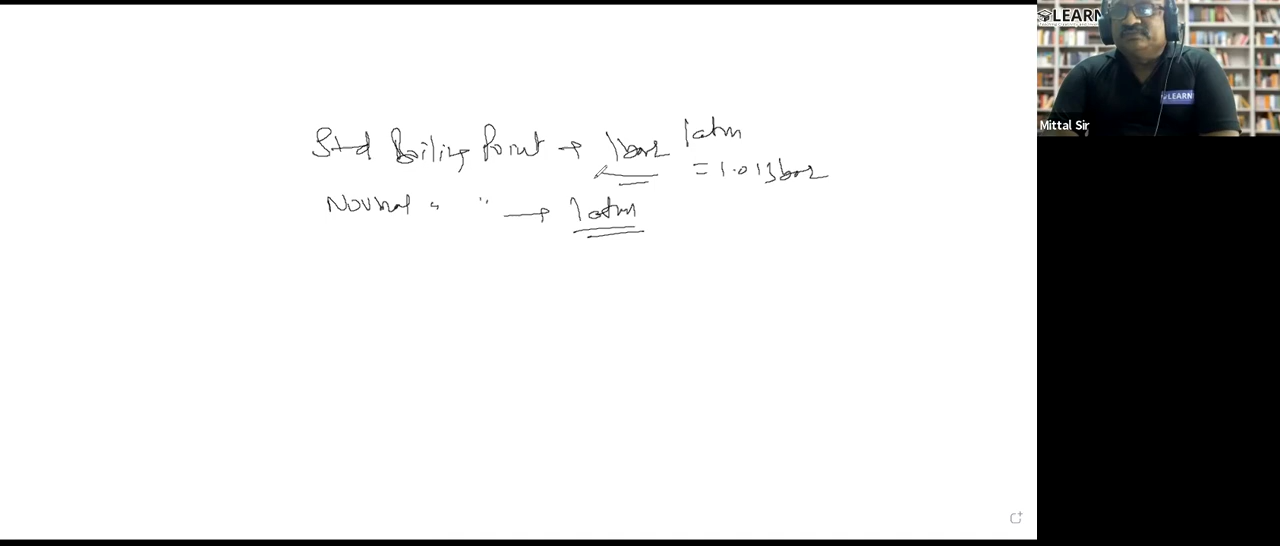 Std Boiling Point → 1bar
1atm
= 1.013bar
Normal " " → 1atm
LEARN
LEARN
Mittal Sir